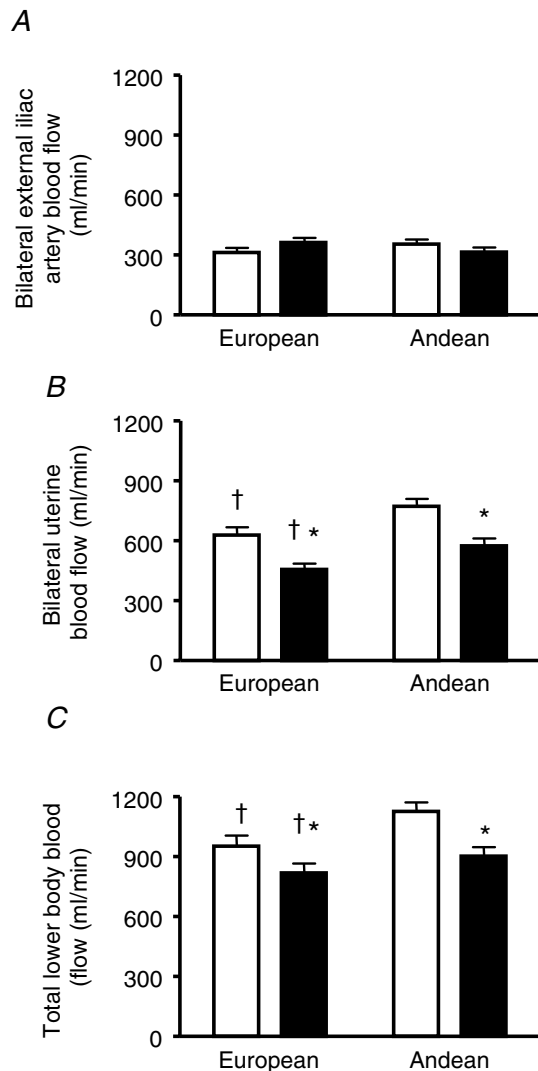 A
Bilateral external iliac
artery blood flow
(ml/min)
1200
900
600
300
0
European Andean
B
Bilateral uterine
blood flow (ml/min)
1200
900
600
300
0
†
† *
*
European Andean
C
Total lower body blood
(flow (ml/min)
1200
900
600
300
0
†
† *
*
European Andean